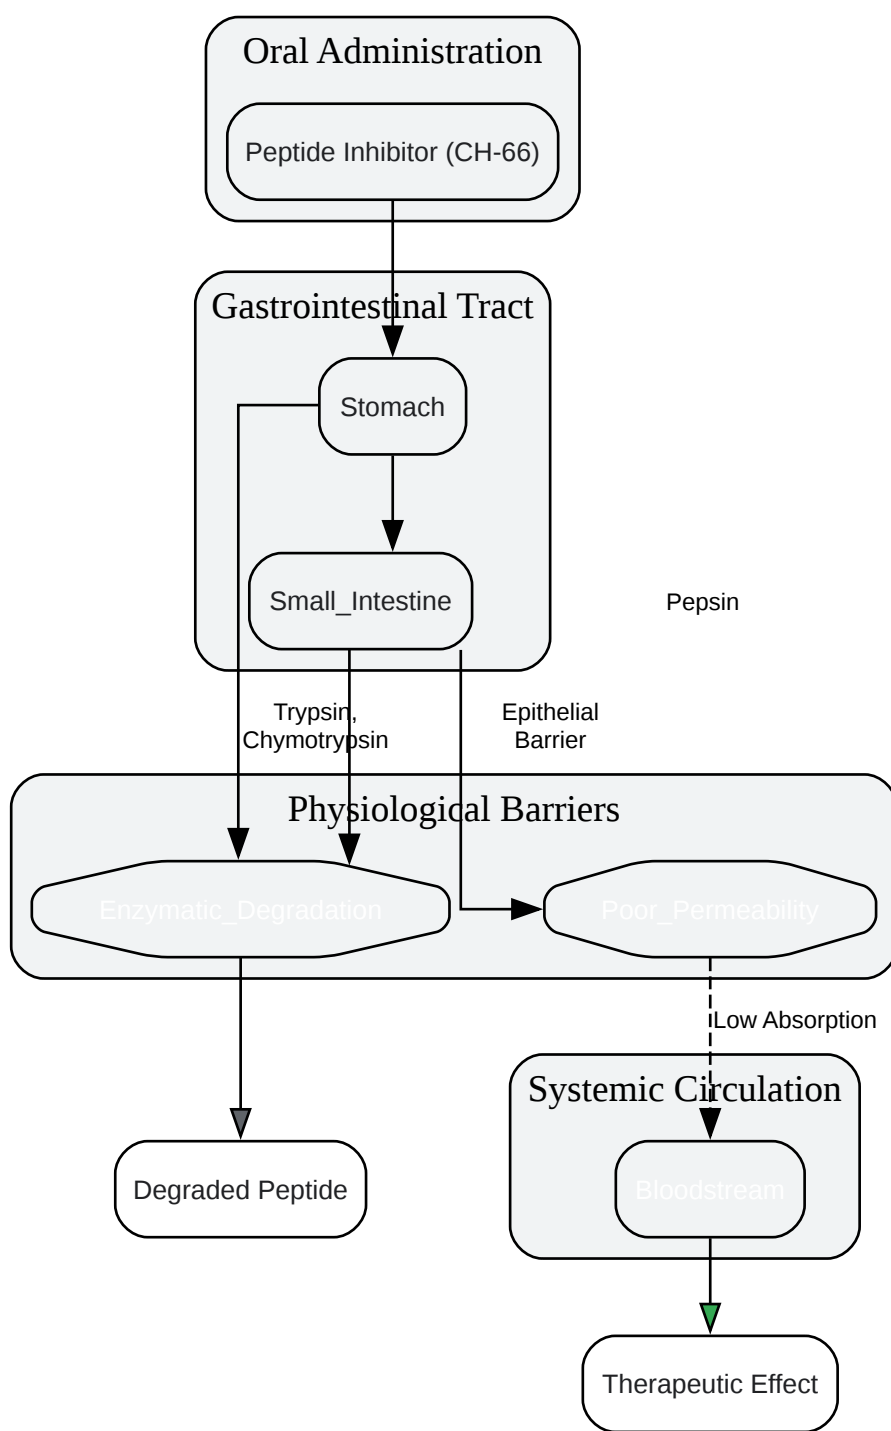 Oral Administration
Peptide Inhibitor (CH-66)
Gastrointestinal Tract
Stomach
Small_Intestine
Pepsin
Trypsin,
Chymotrypsin
Epithelial
Barrier
Physiological Barriers
Enzymatic_Degradation
Poor_Permeability
Low Absorption
Systemic Circulation
Degraded Peptide
Bloodstream
Therapeutic Effect